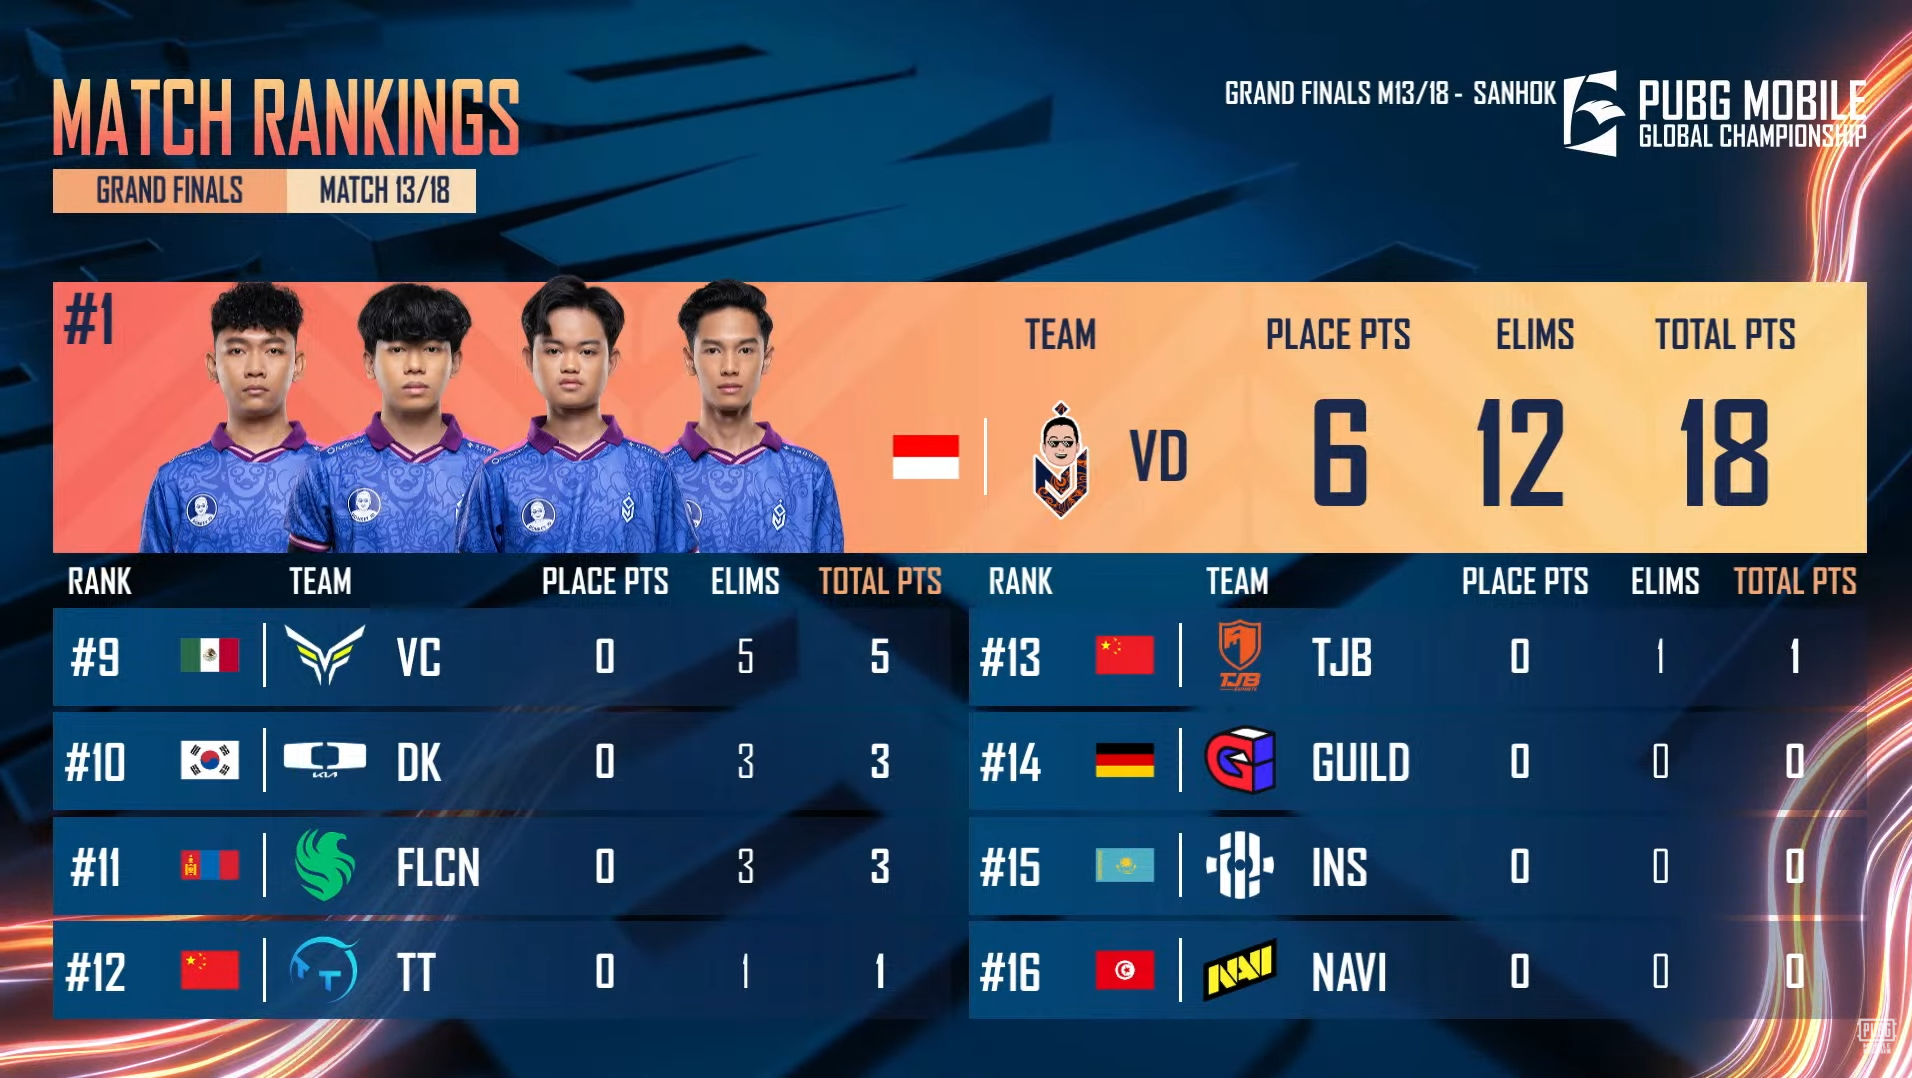 MATCH RANKINGS
GRAND FINALS MATCH 13/18
GRAND FINALS M13/18 - SANHOK
PUBG MOBILE
GLOBAL CHAMPIONSHIP
#1
TEAM PLACE PTS ELIMS TOTAL PTS
VD 6 12 18
RANK TEAM PLACE PTS ELIMS TOTAL PTS
#9 VC 0 5 5
#10 DK 0 3 3
#11 FLCN 0 3 3
#12 TT 0 1 1
RANK TEAM PLACE PTS ELIMS TOTAL PTS
#13 TJB TJB 0 1 1
#14 GUILD 0 0 0
#15 INS 0 0 0
#16 NAVI NAVI 0 0 0
PUBG